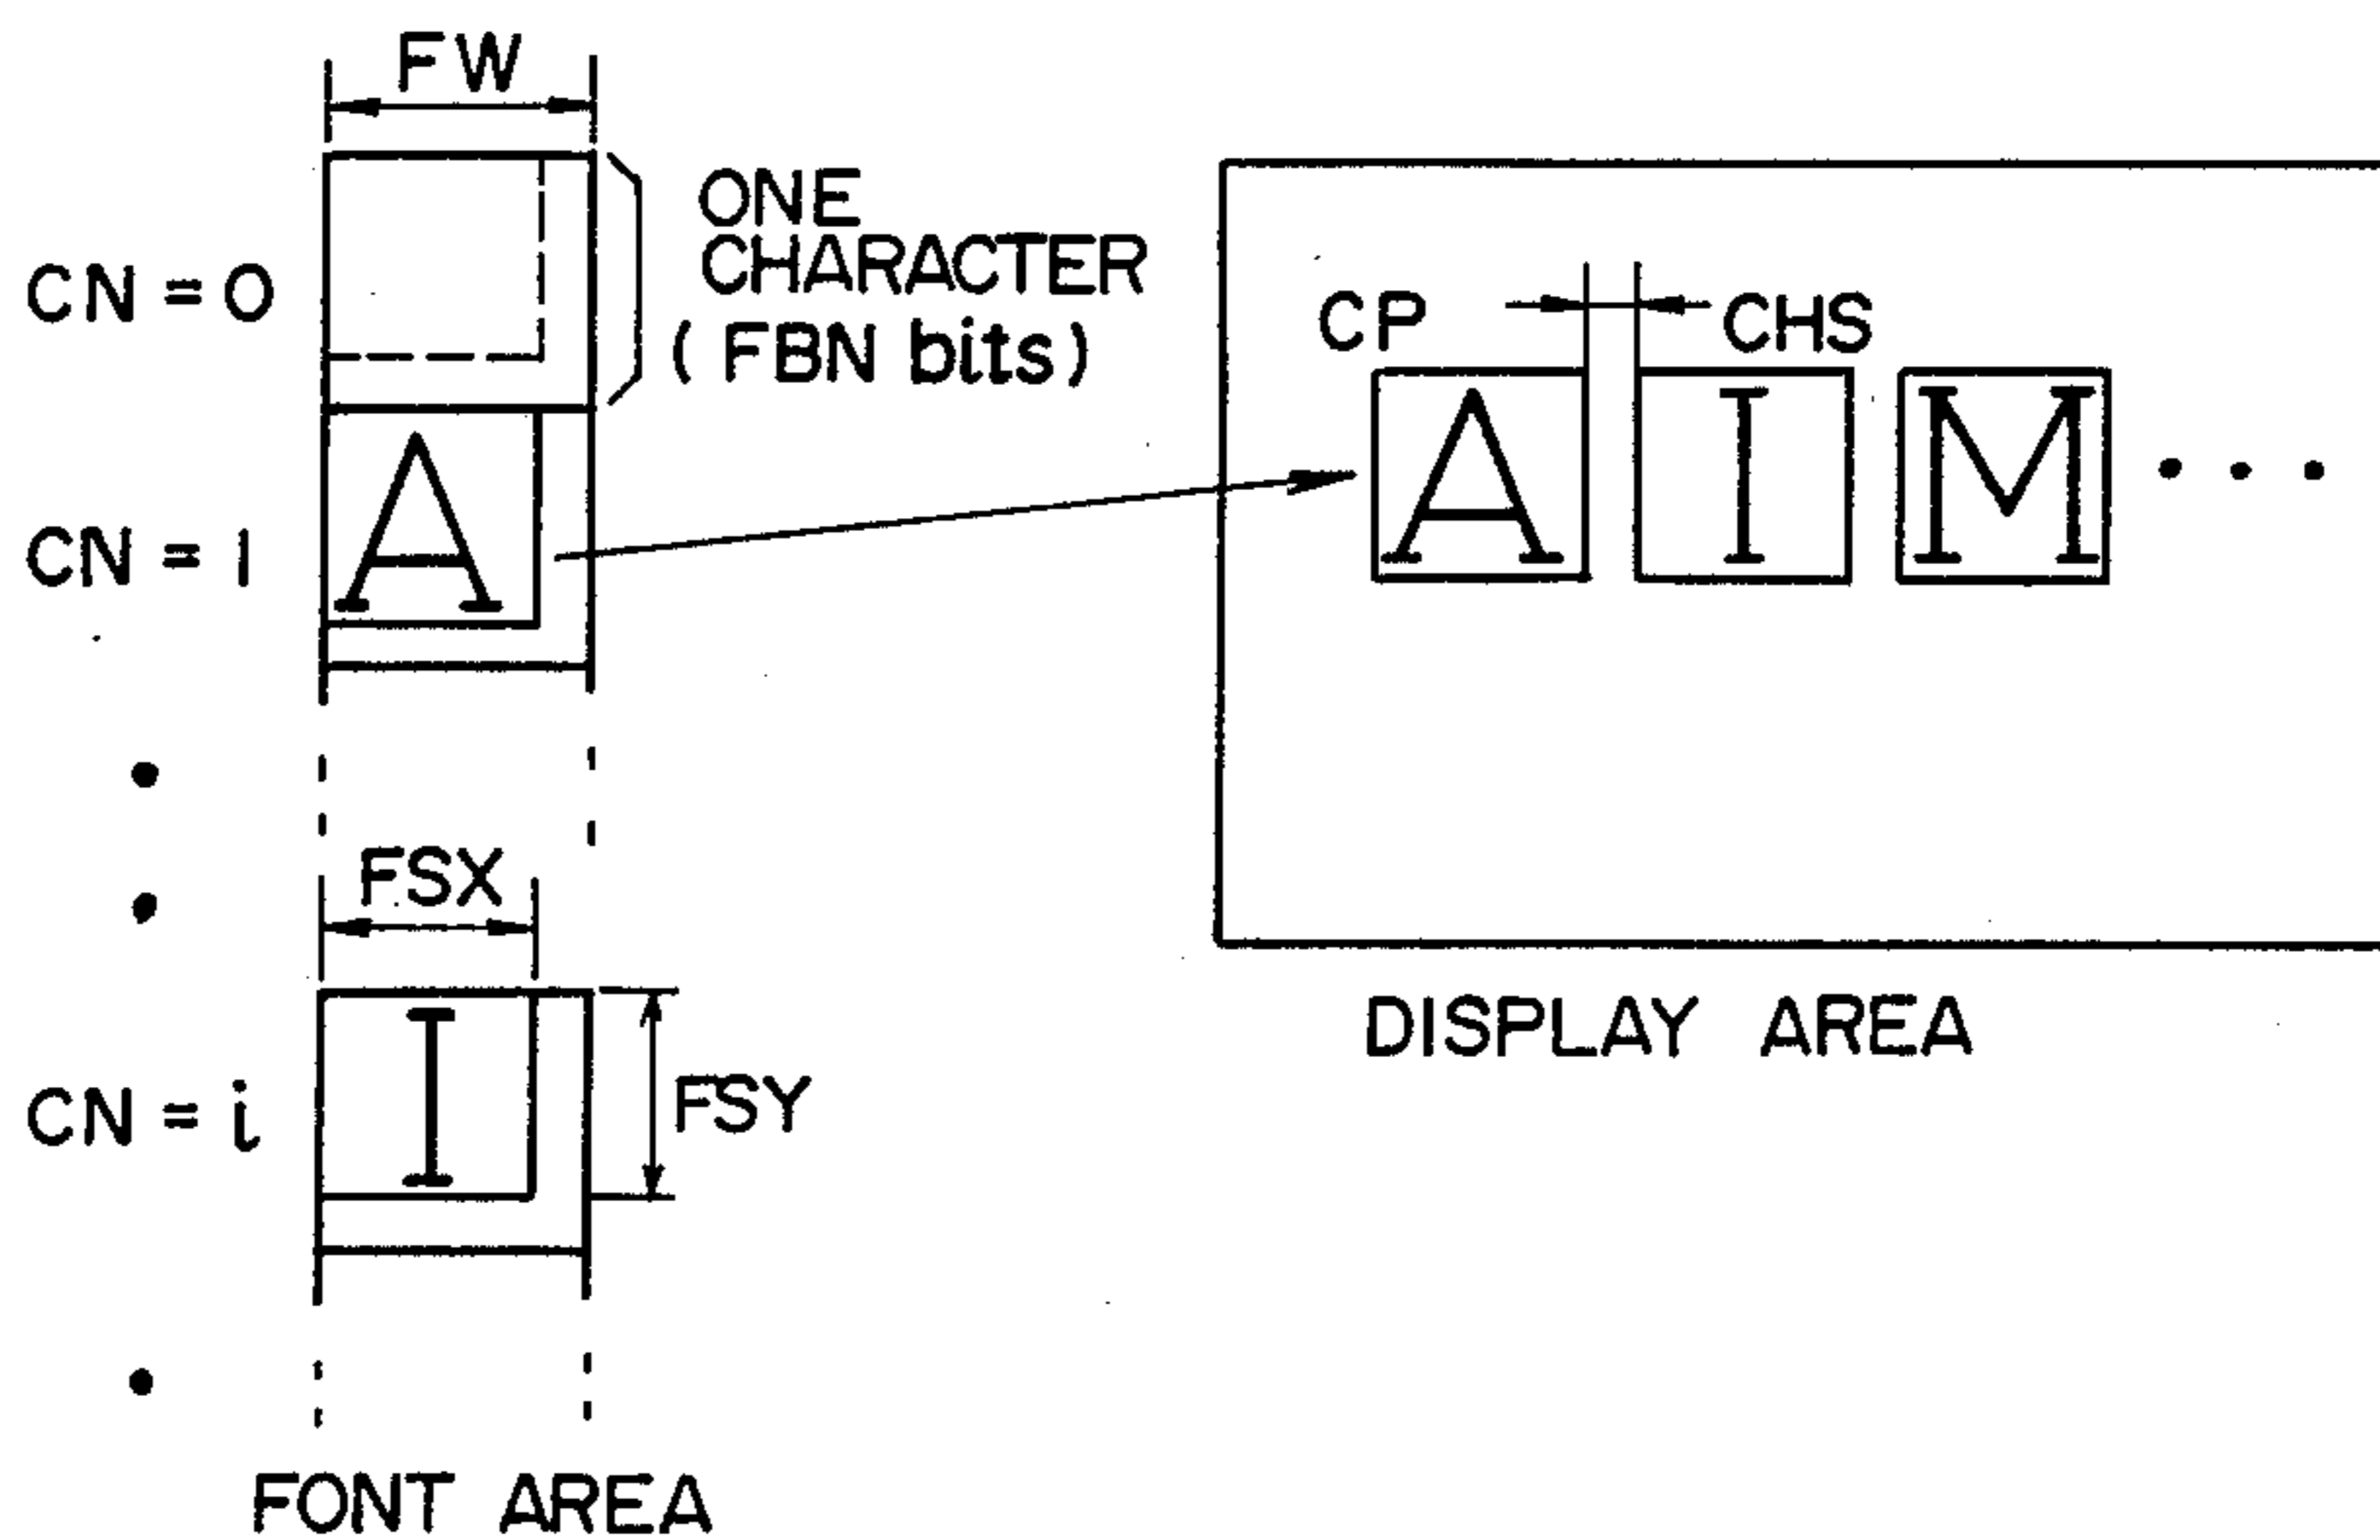 FW
ONE
CHARACTER
(FBN bits)
CN = 0
CN = 1
A
FSX
I
FSY
CN = i
FONT AREA
CP
CHS
A I M • • •
DISPLAY AREA